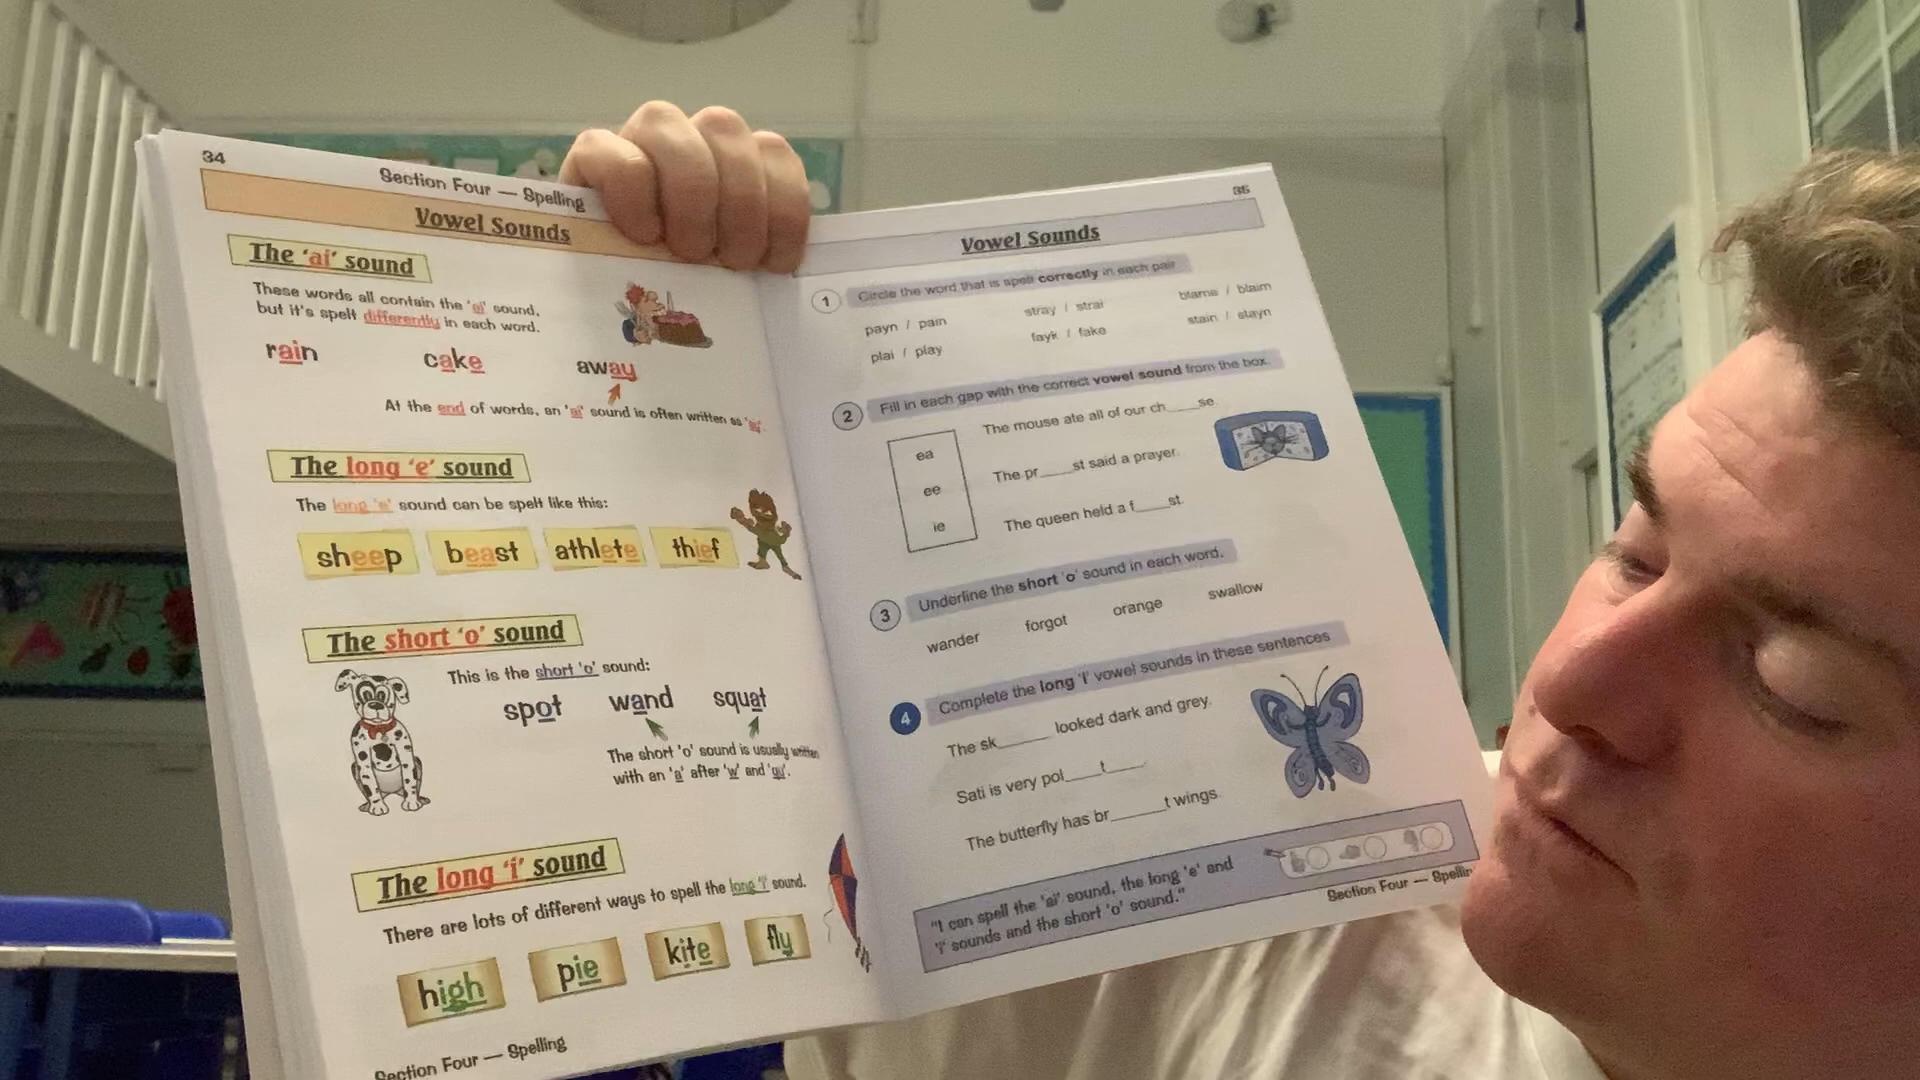 34
Section Four — Spelling
Vowel Sounds
The 'ai' sound
These words all contain the 'ai' sound,
but it's spelt differently in each word.
rain cake away
At the end of words, an 'ai' sound is often written as 'ay'.
The long 'e' sound
The long 'e' sound can be spelt like this:
sheep beast athlete thief
The short 'o' sound
This is the short 'o' sound:
spot wand squat
The short 'o' sound is usually written
with an 'a' after 'w' and 'qu'.
The long 'i' sound
There are lots of different ways to spell the long 'i' sound.
high pie kite fly
Section Four — Spelling
35
Vowel Sounds
1 Circle the word that is spelt correctly in each pair
payn / pain stray / strai blame / blaim
plai / play fayk / fake stain / stayn
2 Fill in each gap with the correct vowel sound from the box.
ea
ee
ie
The mouse ate all of our ch____se.
The pr____st said a prayer.
The queen held a f____st.
3 Underline the short 'o' sound in each word.
wander forgot orange swallow
4 Complete the long 'i' vowel sounds in these sentences
The sk______ looked dark and grey.
Sati is very pol____t____.
The butterfly has br______t wings.
"I can spell the 'ai' sound, the long 'e' and
'i' sounds and the short 'o' sound."
Section Four — Spellin